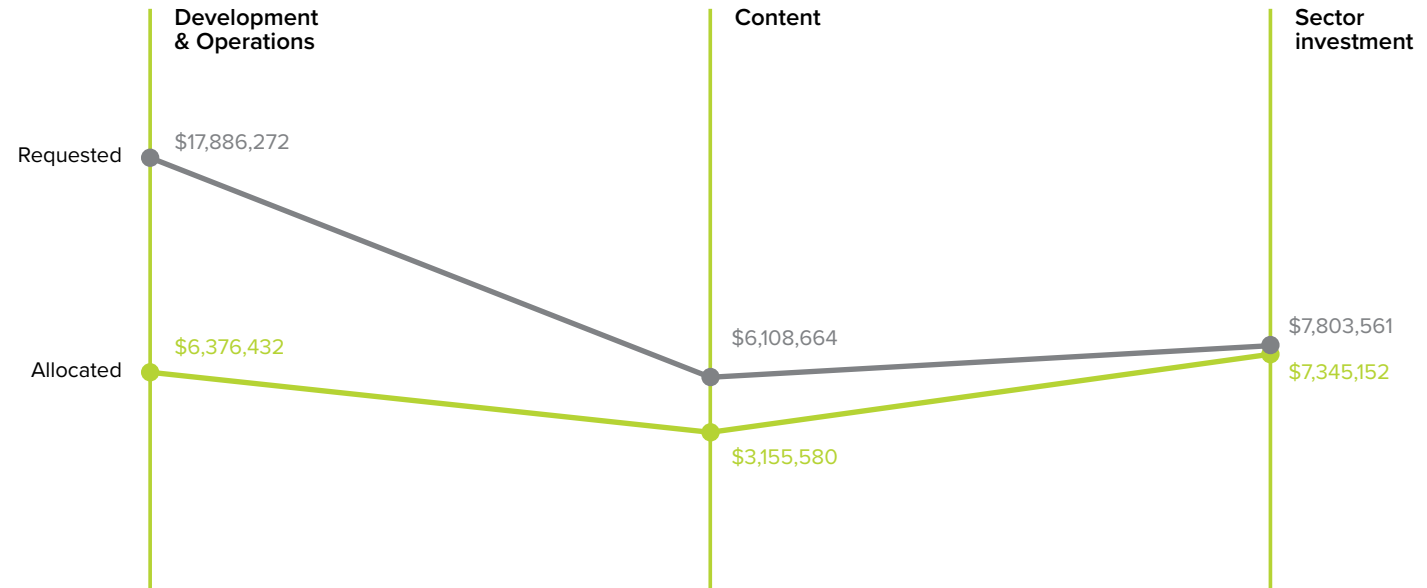 Development
& Operations
Content
Sector
investment
Requested
$17,886,272
$6,108,664
$7,803,561
Allocated
$6,376,432
$3,155,580
$7,345,152